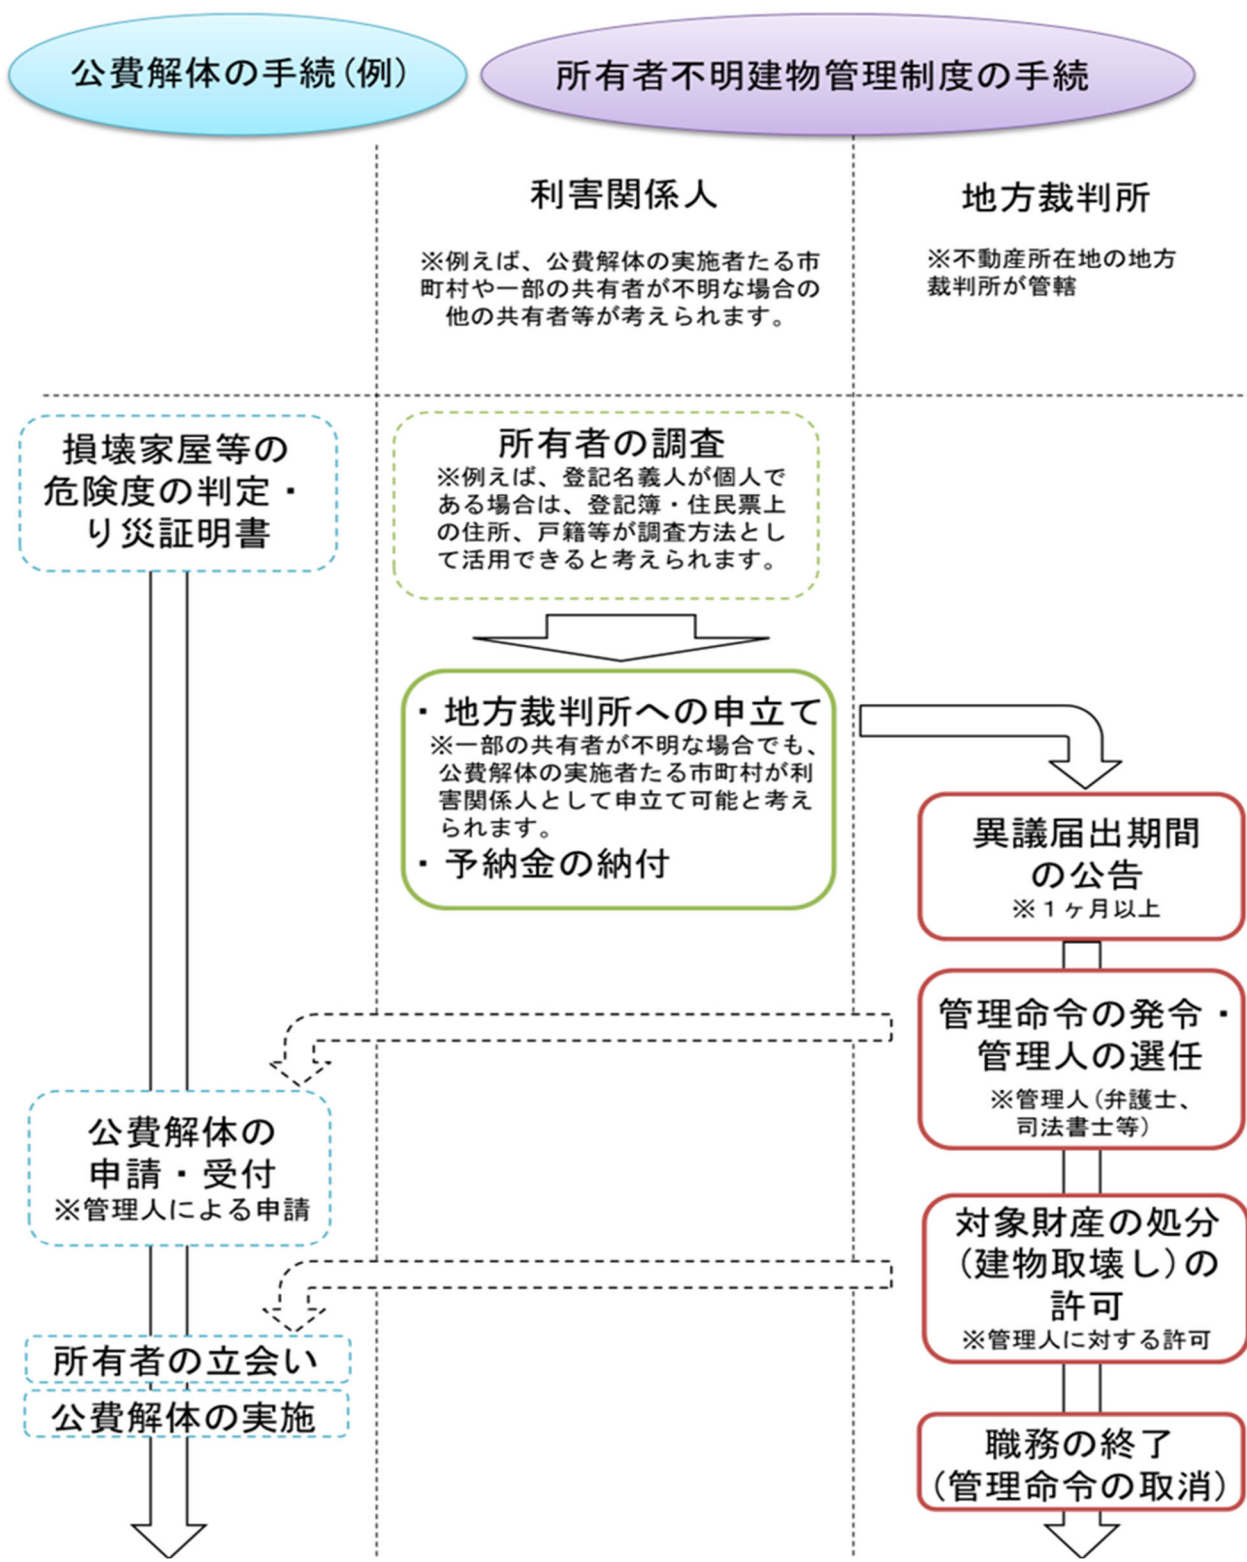 公費解体の手続(例)
所有者不明建物管理制度の手続
利害関係人
※例えば、公費解体の実施者たる市
町村や一部の共有者が不明な場合の
他の共有者等が考えられます。
地方裁判所
※不動産所在地の地方
裁判所が管轄
損壊家屋等の
危険度の判定・
り災証明書
所有者の調査
※例えば、登記名義人が個人で
ある場合は、登記簿・住民票上
の住所、戸籍等が調査方法とし
て活用できると考えられます。
・地方裁判所への申立て
※一部の共有者が不明な場合でも、
公費解体の実施者たる市町村が利
害関係人として申立て可能と考え
られます。
・予納金の納付
異議届出期間
の公告
※１ヶ月以上
管理命令の発令・
管理人の選任
※管理人(弁護士、
司法書士等)
公費解体の
申請・受付
※管理人による申請
対象財産の処分
(建物取壊し)の
許可
※管理人に対する許可
所有者の立会い
公費解体の実施
職務の終了
(管理命令の取消)